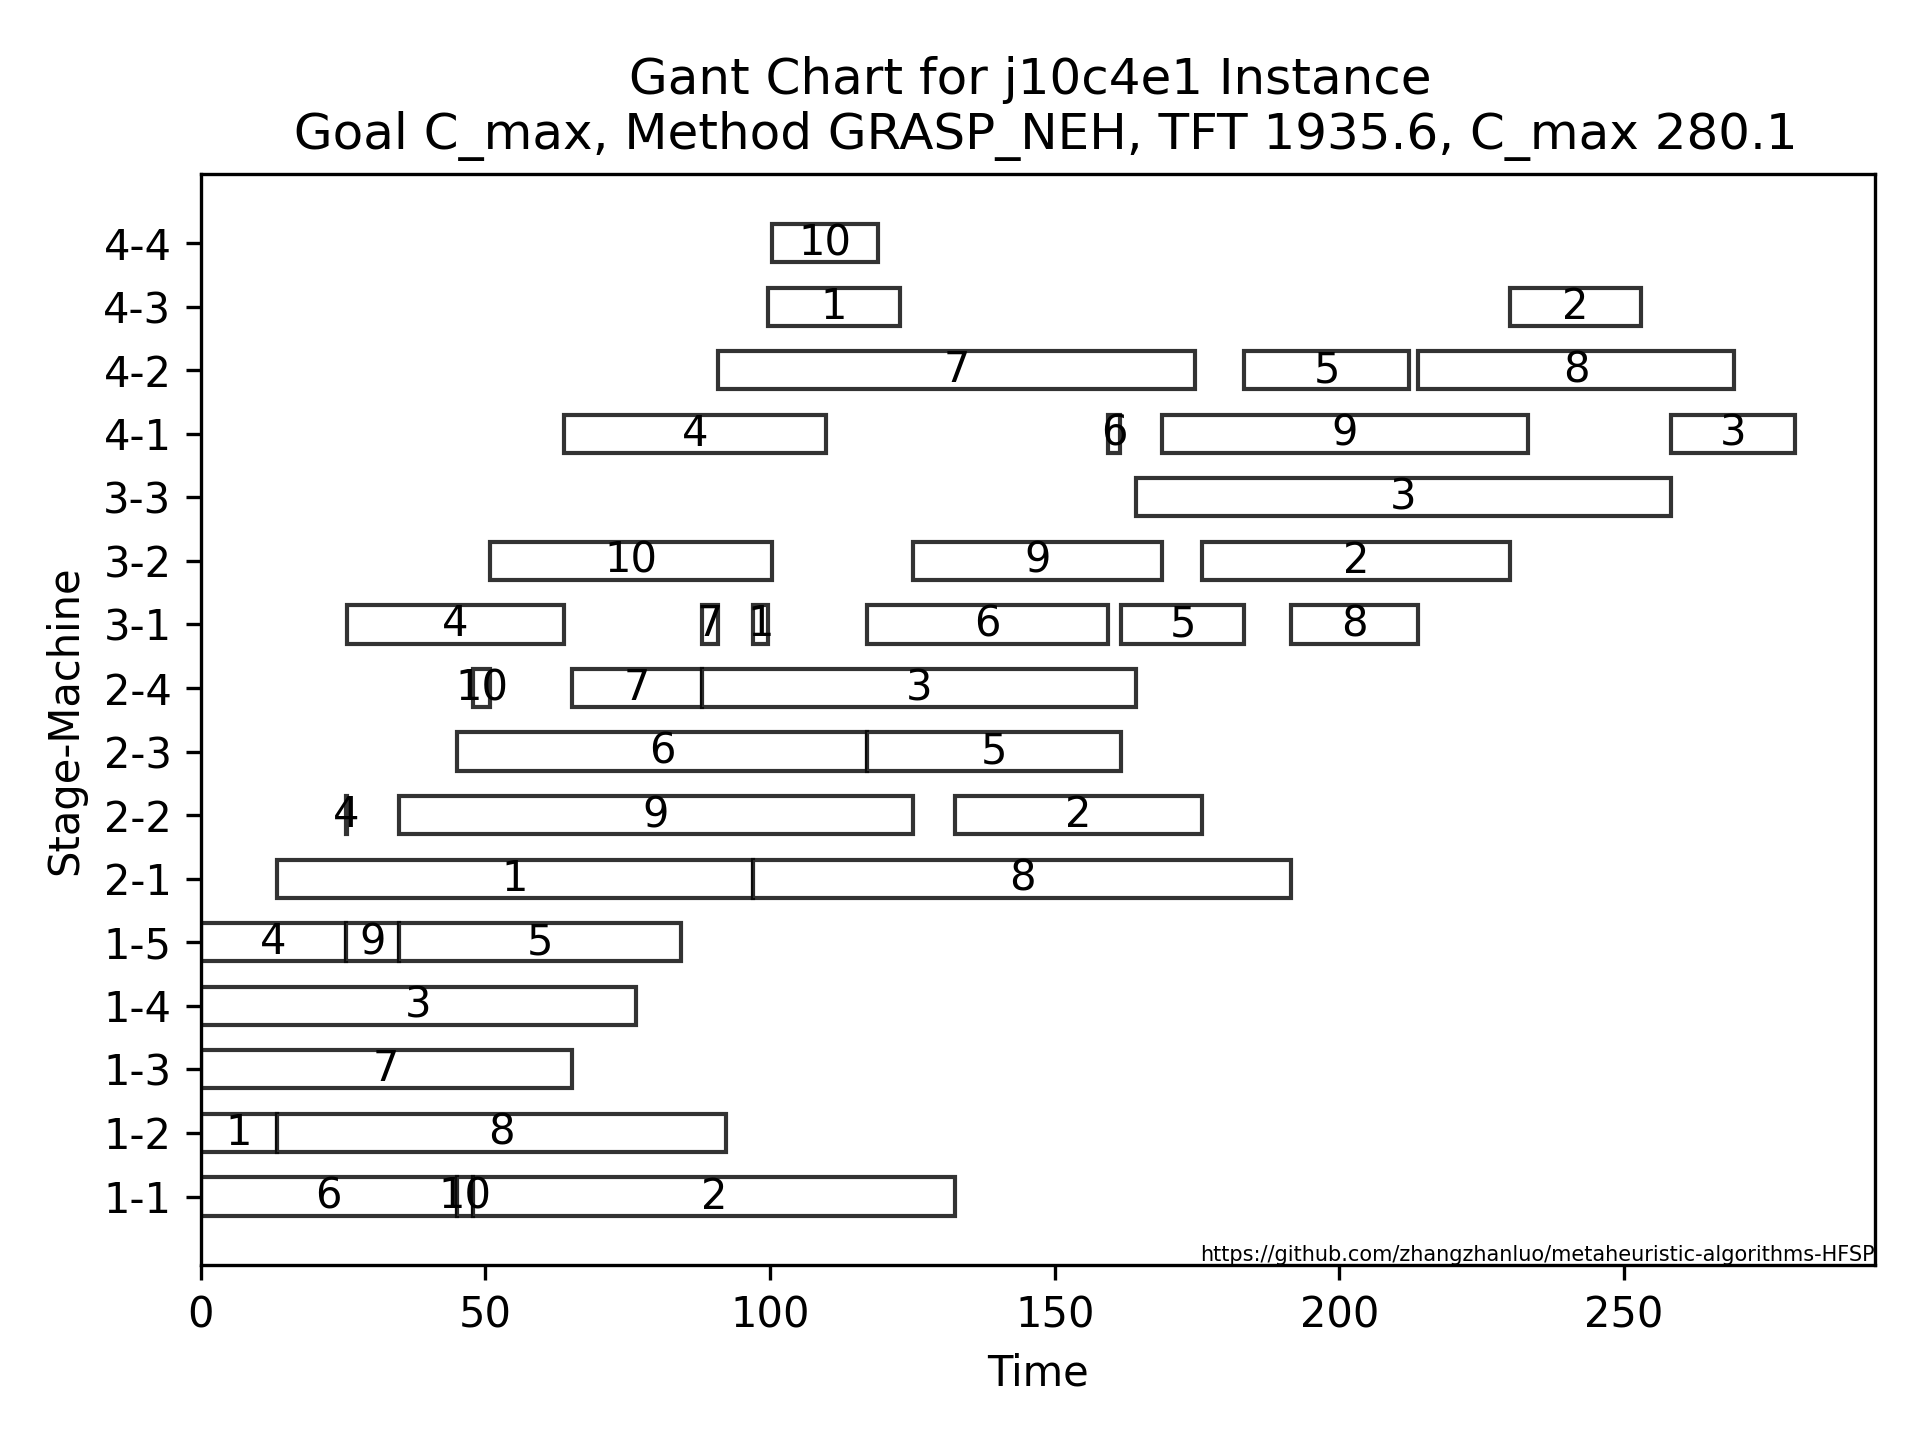 Gant Chart for j10c4e1 Instance
Goal C_max, Method GRASP_NEH, TFT 1935.6, C_max 280.1
4-4 10
4-3 1 2
4-2 7 5 8
4-1 4 6 9 3
3-3 3
3-2 10 9 2
3-1 4 7 1 6 5 8
2-4 10 7 3
2-3 6 5
2-2 4 9 2
2-1 1 8
1-5 4 9 5
1-4 3
1-3 7
1-2 1 8
1-1 6 10 2
Stage-Machine
https://github.com/zhangzhanluo/metaheuristic-algorithms-HFSP
0 50 100 150 200 250
Time